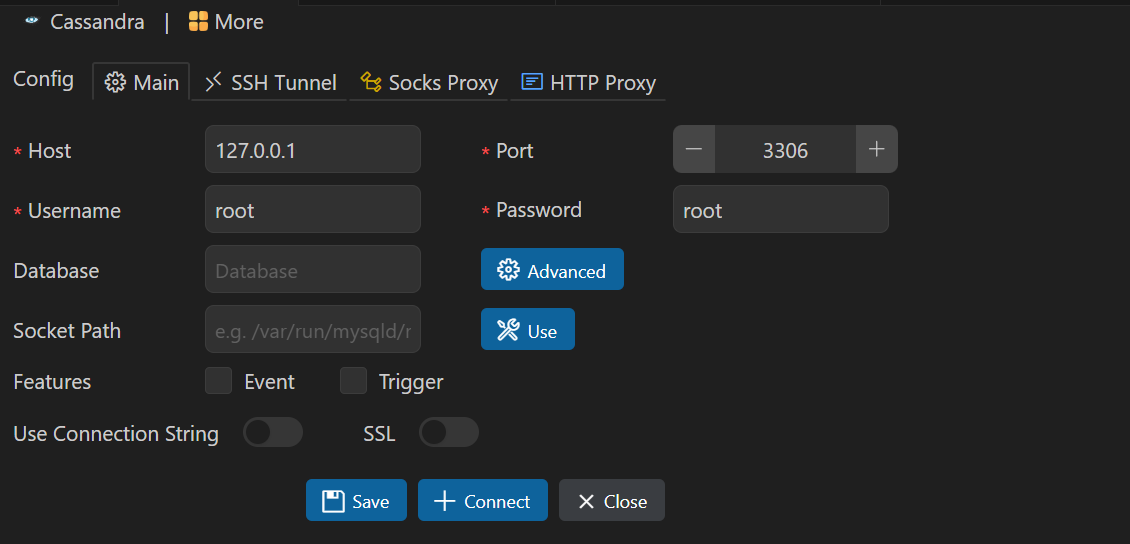 Cassandra | More
Config Main SSH Tunnel Socks Proxy HTTP Proxy
* Host 127.0.0.1 * Port − 3306 +
* Username root * Password root
Database Database Advanced
Socket Path e.g. /var/run/mysqld/ Use
Features Event Trigger
Use Connection String SSL
Save Connect Close